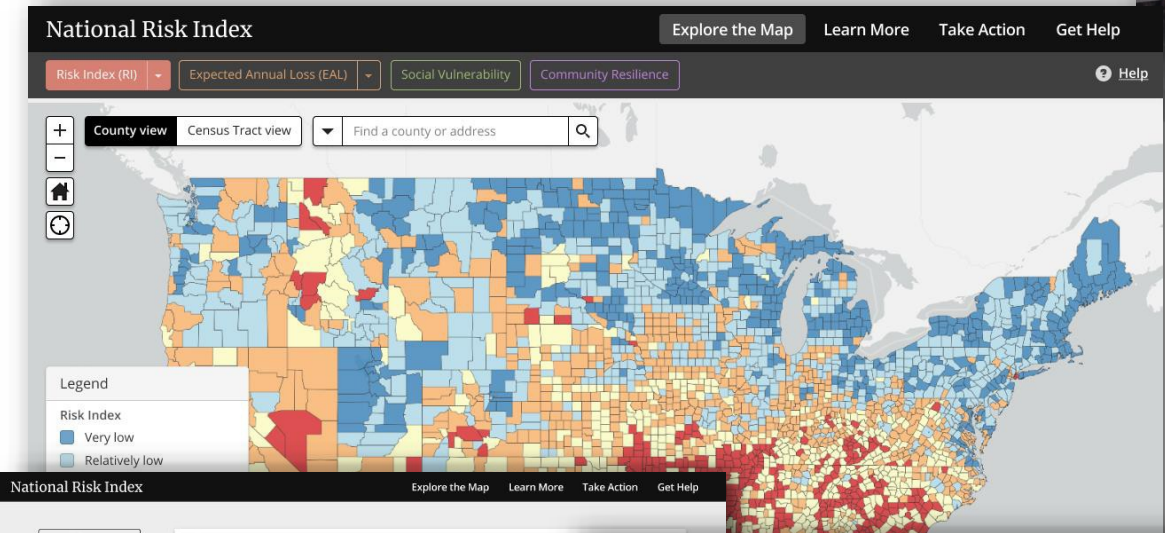 National Risk Index
Explore the Map Learn More Take Action Get Help
Risk Index (RI) Expected Annual Loss (EAL) Social Vulnerability Community Resilience ? Help
+ County view Census Tract view Find a county or address
−
Legend
Risk Index
Very low
Relatively low
National Risk Index Explore the Map Learn More Take Action Get Help